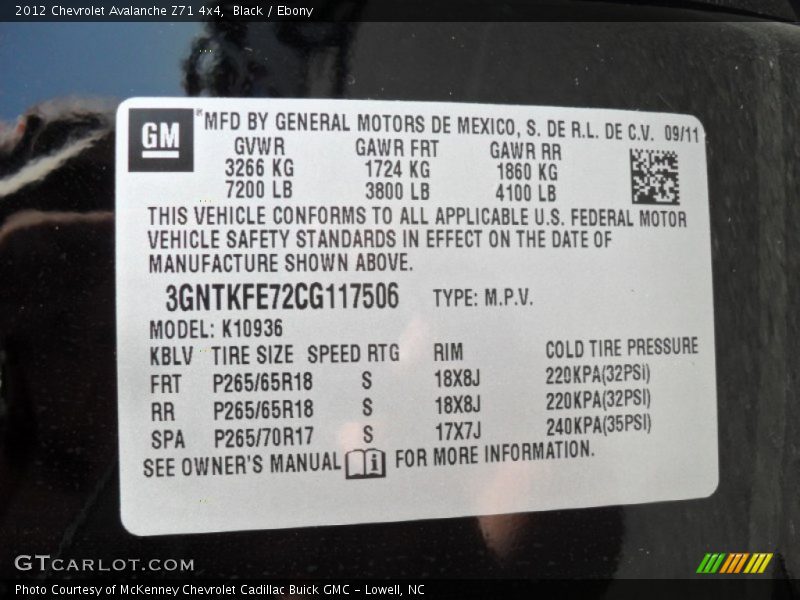 2012 Chevrolet Avalanche Z71 4x4, Black / Ebony
GM
MFD BY GENERAL MOTORS DE MEXICO, S. DE R.L. DE C.V. 09/11
GVWR GAWR FRT GAWR RR
3266 KG 1724 KG 1860 KG
7200 LB 3800 LB 4100 LB
THIS VEHICLE CONFORMS TO ALL APPLICABLE U.S. FEDERAL MOTOR
VEHICLE SAFETY STANDARDS IN EFFECT ON THE DATE OF
MANUFACTURE SHOWN ABOVE.
3GNTKFE72CG117506 TYPE: M.P.V.
MODEL: K10936
KBLV TIRE SIZE SPEED RTG RIM COLD TIRE PRESSURE
FRT P265/65R18 S 18X8J 220KPA(32PSI)
RR P265/65R18 S 18X8J 220KPA(32PSI)
SPA P265/70R17 S 17X7J 240KPA(35PSI)
SEE OWNER'S MANUAL FOR MORE INFORMATION.
GTCARLOT.COM
Photo Courtesy of McKenney Chevrolet Cadillac Buick GMC - Lowell, NC